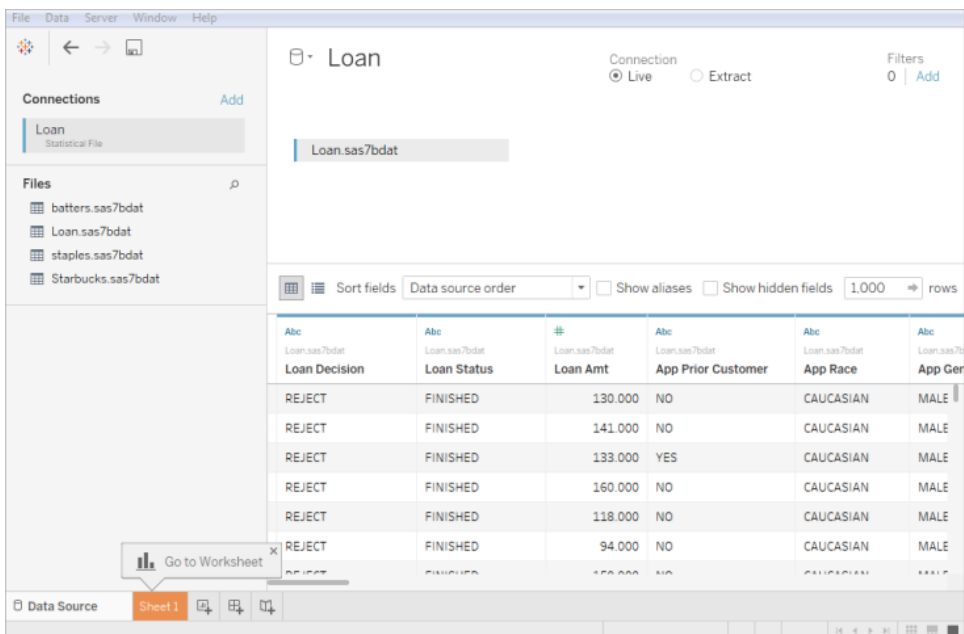 File Data Server Window Help
Connections Add
Loan
Statistical File
Files
batters.sas7bdat
Loan.sas7bdat
staples.sas7bdat
Starbucks.sas7bdat
Loan
Connection
Live Extract
Filters
0 Add
Loan.sas7bdat
Sort fields Data source order Show aliases Show hidden fields 1,000 rows
Abc Abc # Abc Abc Abc
Loan.sas7bdat Loan.sas7bdat Loan.sas7bdat Loan.sas7bdat Loan.sas7bdat
Loan Decision Loan Status Loan Amt App Prior Customer App Race App Gen
REJECT FINISHED 130.000 NO CAUCASIAN MALE
REJECT FINISHED 141.000 NO CAUCASIAN MALE
REJECT FINISHED 133.000 YES CAUCASIAN MALE
REJECT FINISHED 160.000 NO CAUCASIAN MALE
REJECT FINISHED 118.000 NO CAUCASIAN MALE
REJECT FINISHED 94.000 NO CAUCASIAN MALE
Go to Worksheet
Data Source Sheet 1